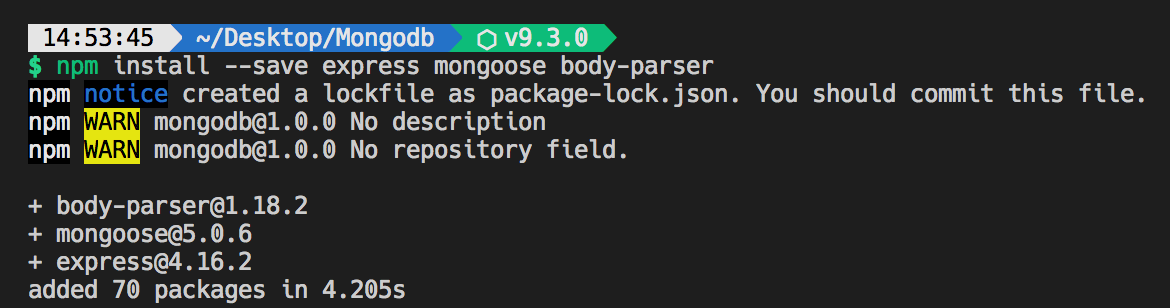 14:53:45 ~/Desktop/Mongodb ⬡ v9.3.0
$ npm install --save express mongoose body-parser
npm notice created a lockfile as package-lock.json. You should commit this file.
npm WARN mongodb@1.0.0 No description
npm WARN mongodb@1.0.0 No repository field.
+ body-parser@1.18.2
+ mongoose@5.0.6
+ express@4.16.2
added 70 packages in 4.205s